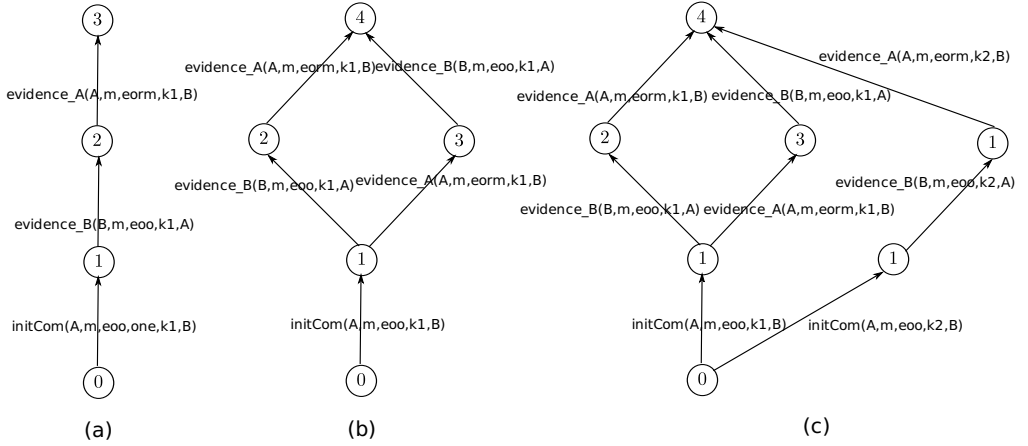 3
evidence_A(A,m,eorm,k1,B)
2
evidence_B(B,m,eoo,k1,A)
1
initCom(A,m,eoo,one,k1,B)
0
(a)
4
evidence_A(A,m,eorm,k1,B)
evidence_B(B,m,eoo,k1,A)
2
3
evidence_B(B,m,eoo,k1,A)
evidence_A(A,m,eorm,k1,B)
1
initCom(A,m,eoo,k1,B)
0
(b)
4
evidence_A(A,m,eorm,k2,B)
evidence_A(A,m,eorm,k1,B)
evidence_B(B,m,eoo,k1,A)
2
3
1
evidence_B(B,m,eoo,k2,A)
evidence_B(B,m,eoo,k1,A)
evidence_A(A,m,eorm,k1,B)
1
1
initCom(A,m,eoo,k1,B)
initCom(A,m,eoo,k2,B)
0
(c)